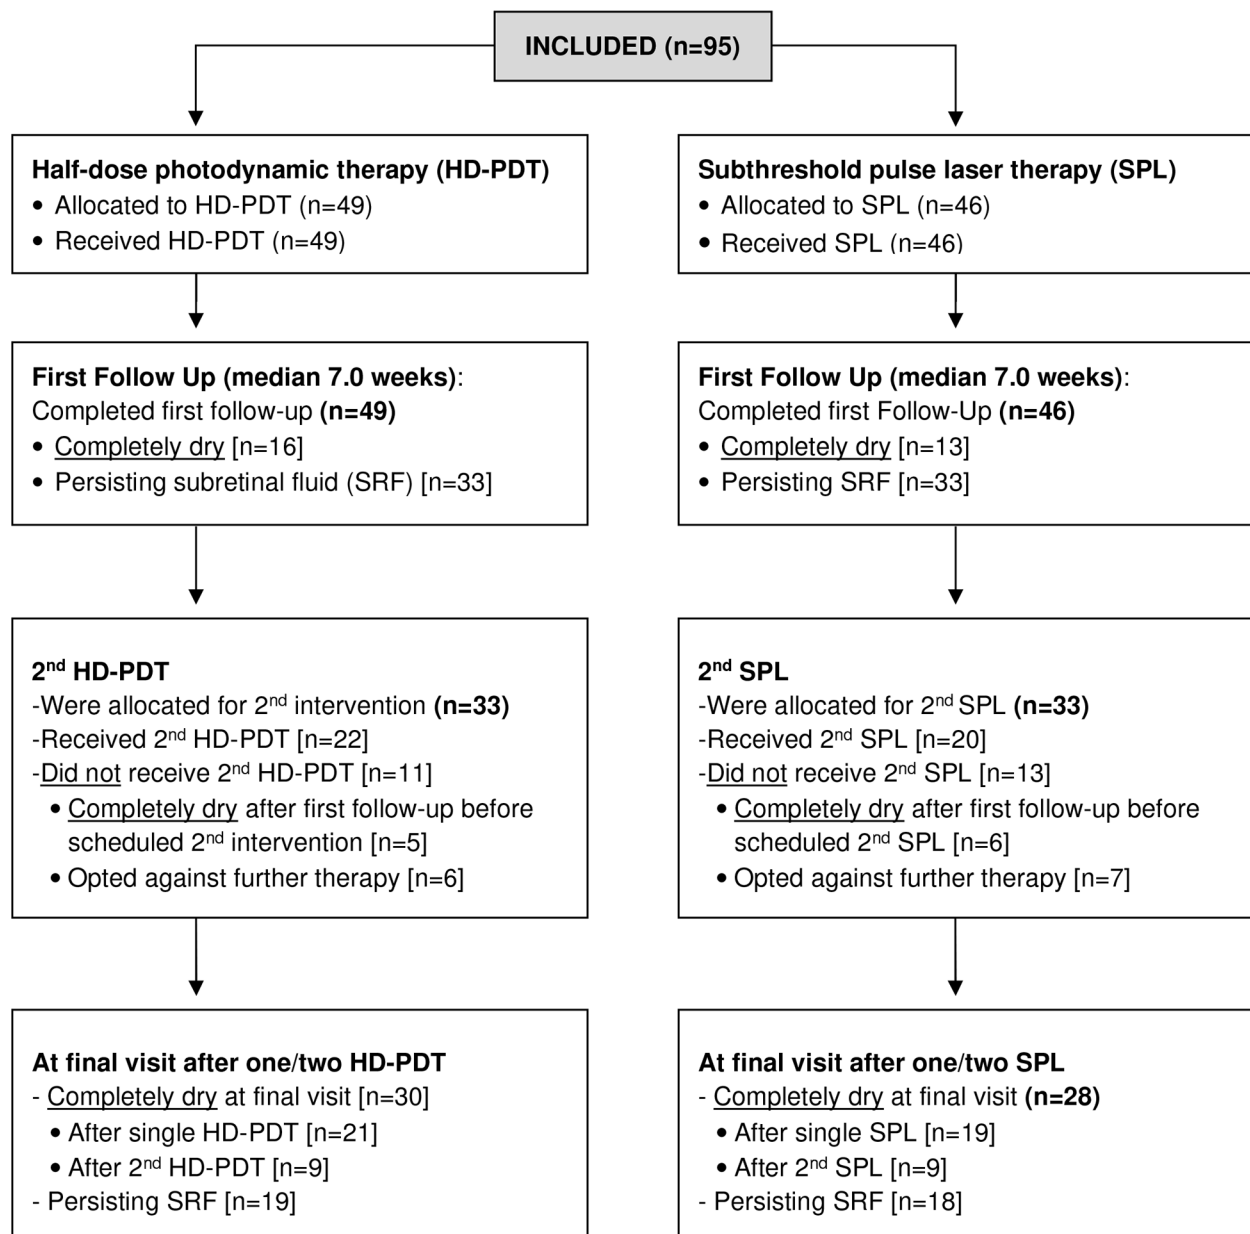 INCLUDED (n=95)
Half-dose photodynamic therapy (HD-PDT)
• Allocated to HD-PDT (n=49)
• Received HD-PDT (n=49)
Subthreshold pulse laser therapy (SPL)
• Allocated to SPL (n=46)
• Received SPL (n=46)
First Follow Up (median 7.0 weeks):
Completed first follow-up (n=49)
• Completely dry [n=16]
• Persisting subretinal fluid (SRF) [n=33]
First Follow Up (median 7.0 weeks):
Completed first Follow-Up (n=46)
• Completely dry [n=13]
• Persisting SRF [n=33]
2nd HD-PDT
-Were allocated for 2nd intervention (n=33)
-Received 2nd HD-PDT [n=22]
-Did not receive 2nd HD-PDT [n=11]
• Completely dry after first follow-up before
scheduled 2nd intervention [n=5]
• Opted against further therapy [n=6]
2nd SPL
-Were allocated for 2nd SPL (n=33)
-Received 2nd SPL [n=20]
-Did not receive 2nd SPL [n=13]
• Completely dry after first follow-up before
scheduled 2nd SPL [n=6]
• Opted against further therapy [n=7]
At final visit after one/two HD-PDT
- Completely dry at final visit [n=30]
• After single HD-PDT [n=21]
• After 2nd HD-PDT [n=9]
- Persisting SRF [n=19]
At final visit after one/two SPL
- Completely dry at final visit (n=28)
• After single SPL [n=19]
• After 2nd SPL [n=9]
- Persisting SRF [n=18]